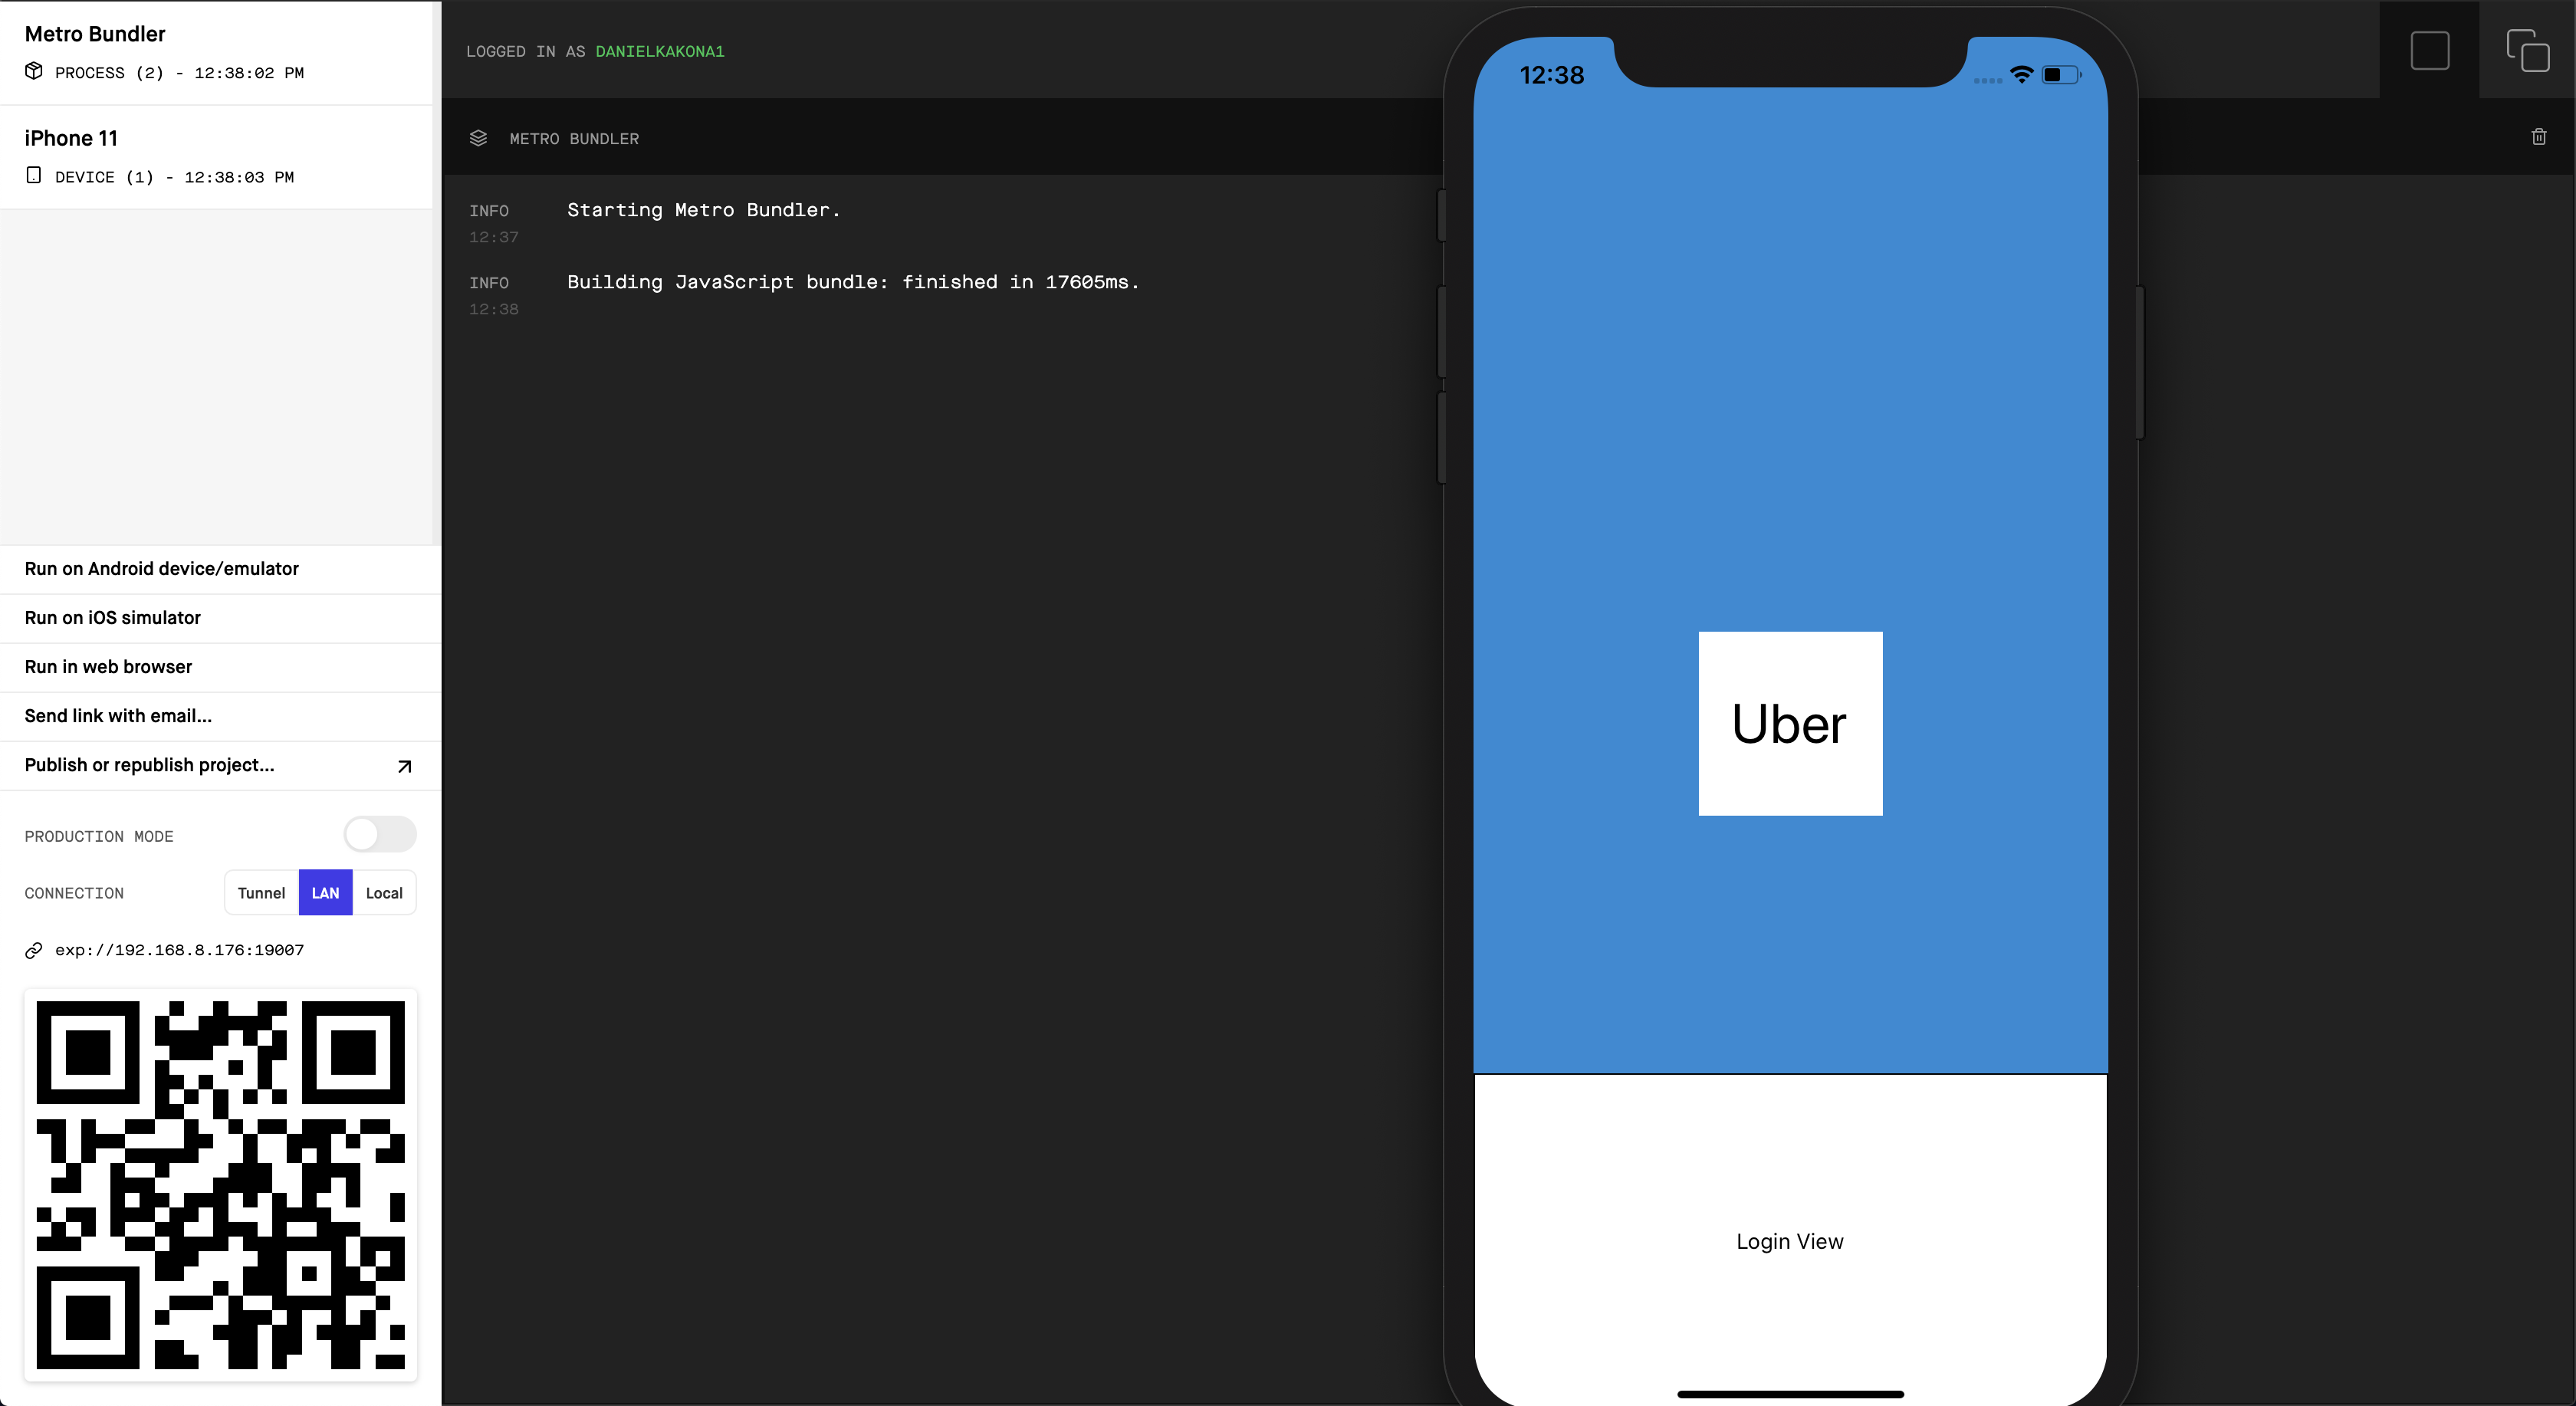 Metro Bundler
PROCESS (2) - 12:38:02 PM
iPhone 11
DEVICE (1) - 12:38:03 PM
Run on Android device/emulator
Run on iOS simulator
Run in web browser
Send link with email...
Publish or republish project...
PRODUCTION MODE
CONNECTION Tunnel LAN Local
exp://192.168.8.176:19007
LOGGED IN AS DANIELKAKONA1
METRO BUNDLER
INFO Starting Metro Bundler.
12:37
INFO Building JavaScript bundle: finished in 17605ms.
12:38
12:38
Uber
Login View